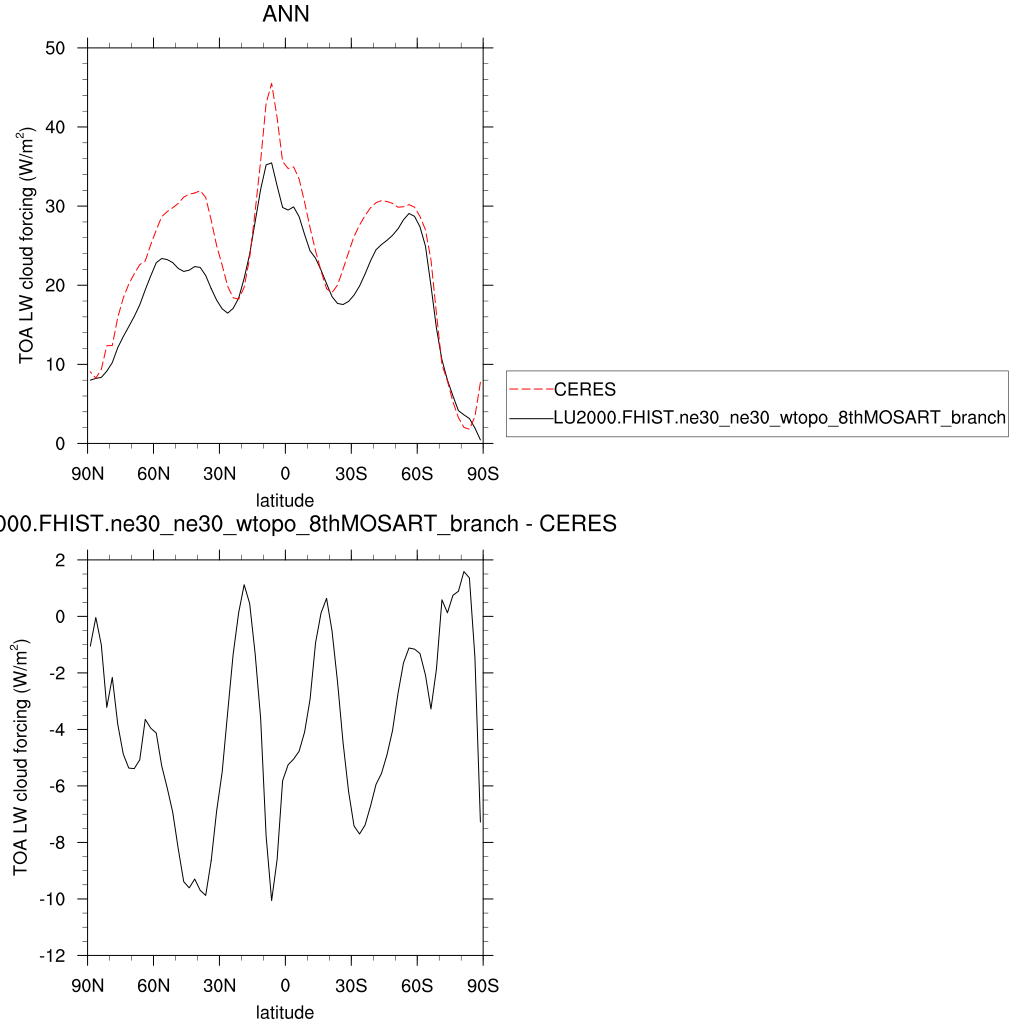 ANN
50
40
30
20
10
0
TOA LW cloud forcing (W/m²)
90N 60N 30N 0 30S 60S 90S
latitude
CERES
LU2000.FHIST.ne30_ne30_wtopo_8thMOSART_branch
000.FHIST.ne30_ne30_wtopo_8thMOSART_branch - CERES
2
0
-2
-4
-6
-8
-10
-12
TOA LW cloud forcing (W/m²)
90N 60N 30N 0 30S 60S 90S
latitude